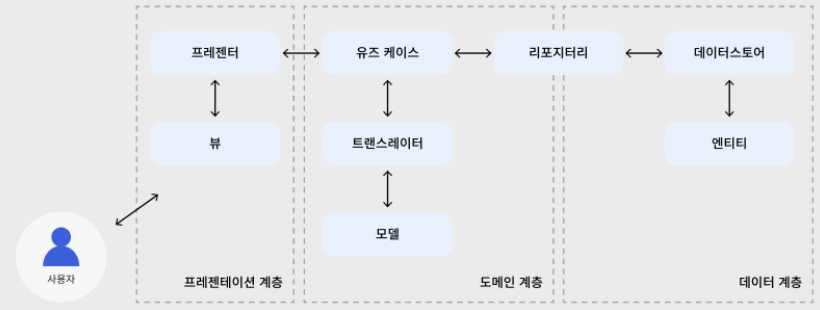 프레젠터
유즈 케이스
리포지터리
데이터스토어
뷰
트랜스레이터
엔티티
모델
사용자
프레젠테이션 계층
도메인 계층
데이터 계층